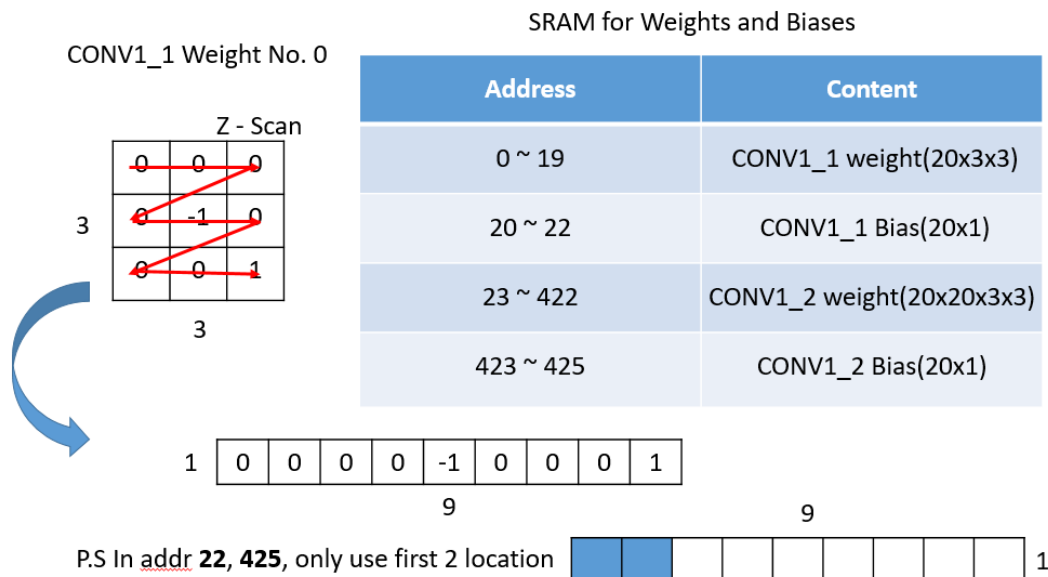 SRAM for Weights and Biases
CONV1_1 Weight No. 0
Address Content
Z - Scan
0 0 0
0 ~ 19 CONV1_1 weight(20x3x3)
3
0 -1 0
20 ~ 22 CONV1_1 Bias(20x1)
0 0 1
23 ~ 422 CONV1_2 weight(20x20x3x3)
3
423 ~ 425 CONV1_2 Bias(20x1)
1 0 0 0 0 -1 0 0 0 1
9
9
P.S In addr 22, 425, only use first 2 location
1